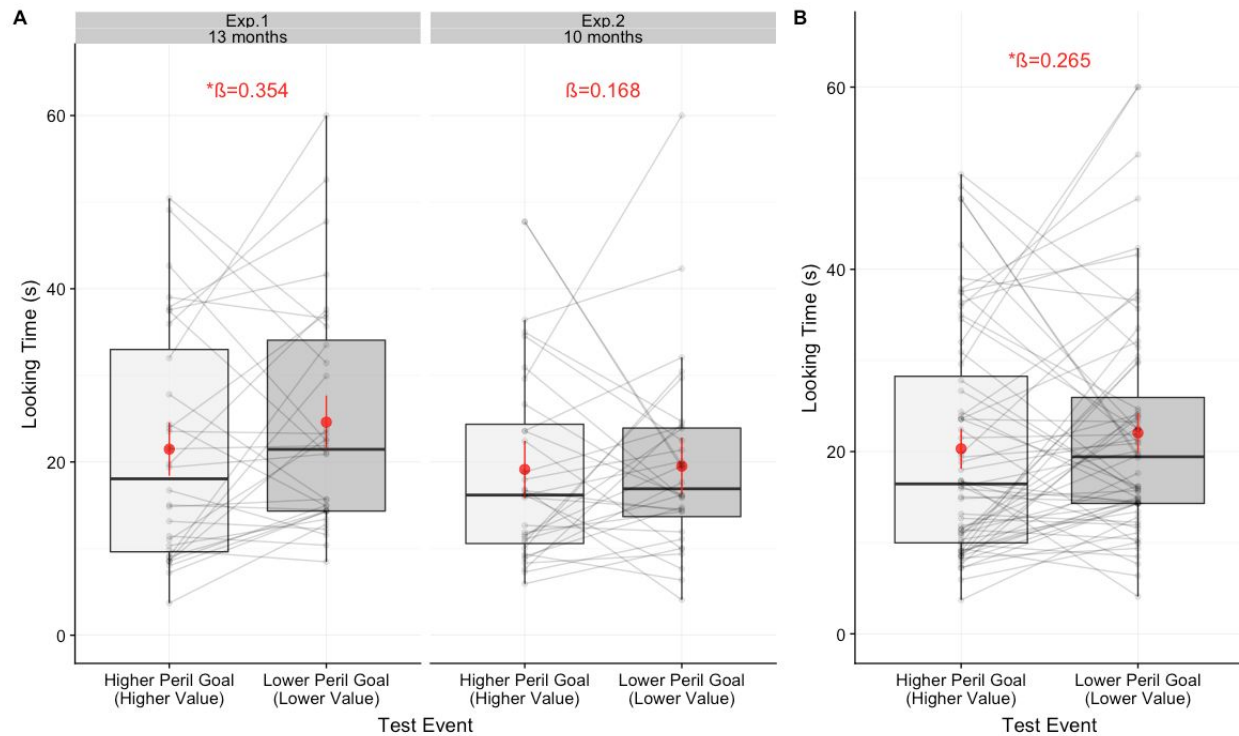 A
Exp.1
13 months
Exp.2
10 months
*ß=0.354
ß=0.168
Looking Time (s)
60
40
20
0
Higher Peril Goal
(Higher Value)
Lower Peril Goal
(Lower Value)
Higher Peril Goal
(Higher Value)
Lower Peril Goal
(Lower Value)
Test Event
B
*ß=0.265
Looking Time (s)
60
40
20
0
Higher Peril Goal
(Higher Value)
Lower Peril Goal
(Lower Value)
Test Event